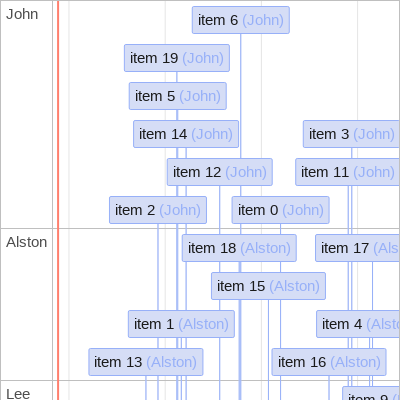 John
item 6 (John)
item 19 (John)
item 5 (John)
item 14 (John)
item 3 (John)
item 12 (John)
item 11 (John)
item 2 (John)
item 0 (John)
Alston
item 18 (Alston)
item 17 (Als
item 15 (Alston)
item 1 (Alston)
item 4 (Alsto
item 13 (Alston)
item 16 (Alston)
Lee
item 9 (